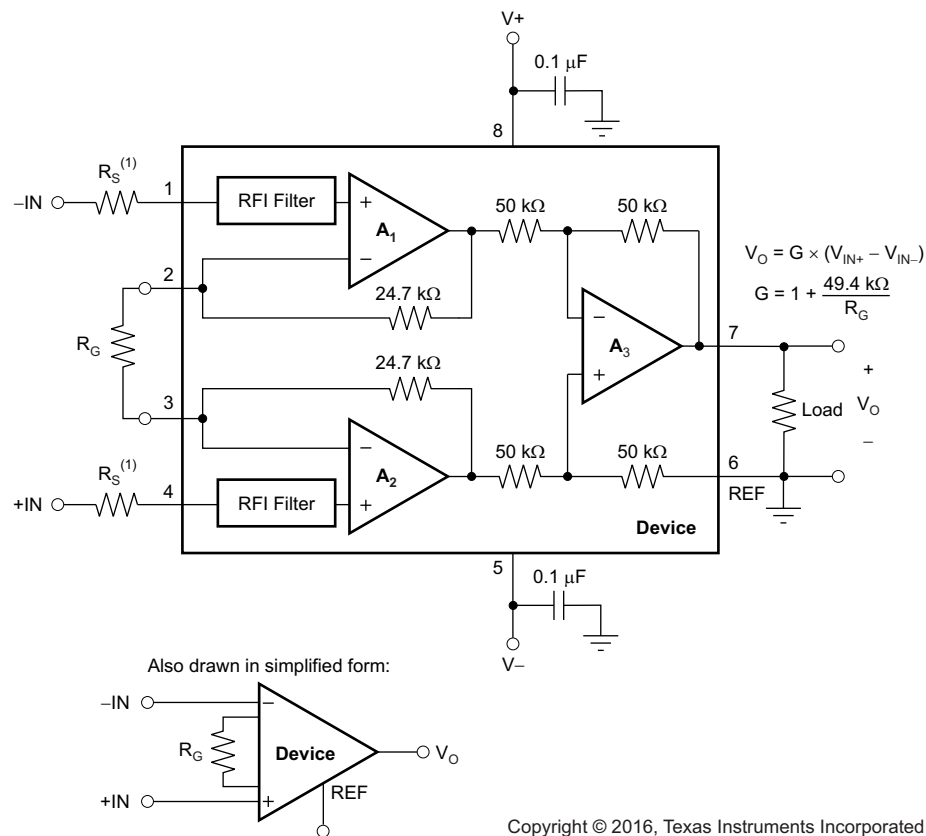 V+
0.1 μF
8
R_S^(1)
1
–IN
RFI Filter
+
A₁
–
50 kΩ
50 kΩ
V_O = G × (V_IN+ – V_IN–)
G = 1 + 49.4 kΩ / R_G
2
24.7 kΩ
R_G
–
A₃
+
7
+
Load
V_O
–
24.7 kΩ
3
–
A₂
+
50 kΩ
50 kΩ
6
REF
R_S^(1)
4
+IN
RFI Filter
Device
5
0.1 μF
V–
Also drawn in simplified form:
–IN
–
R_G
Device
V_O
+IN
+
REF
Copyright © 2016, Texas Instruments Incorporated